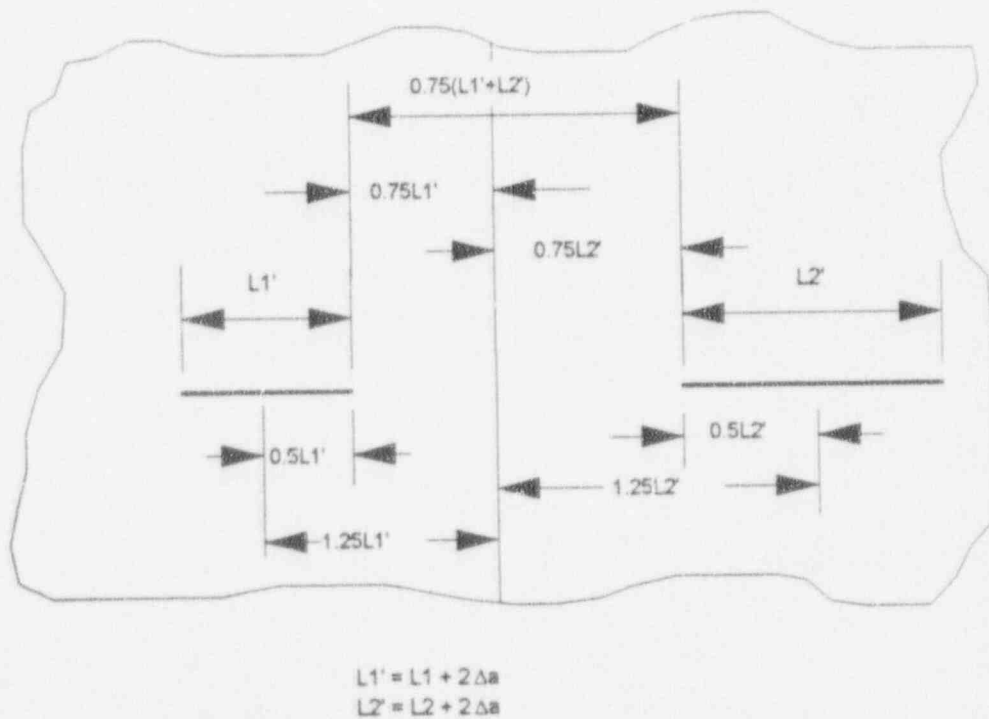 0.75(L1'+L2')
0.75L1'
0.75L2'
L1'
L2'
0.5L1'
0.5L2'
1.25L2'
1.25L1'
L1' = L1 + 2 Δa
L2' = L2 + 2 Δa